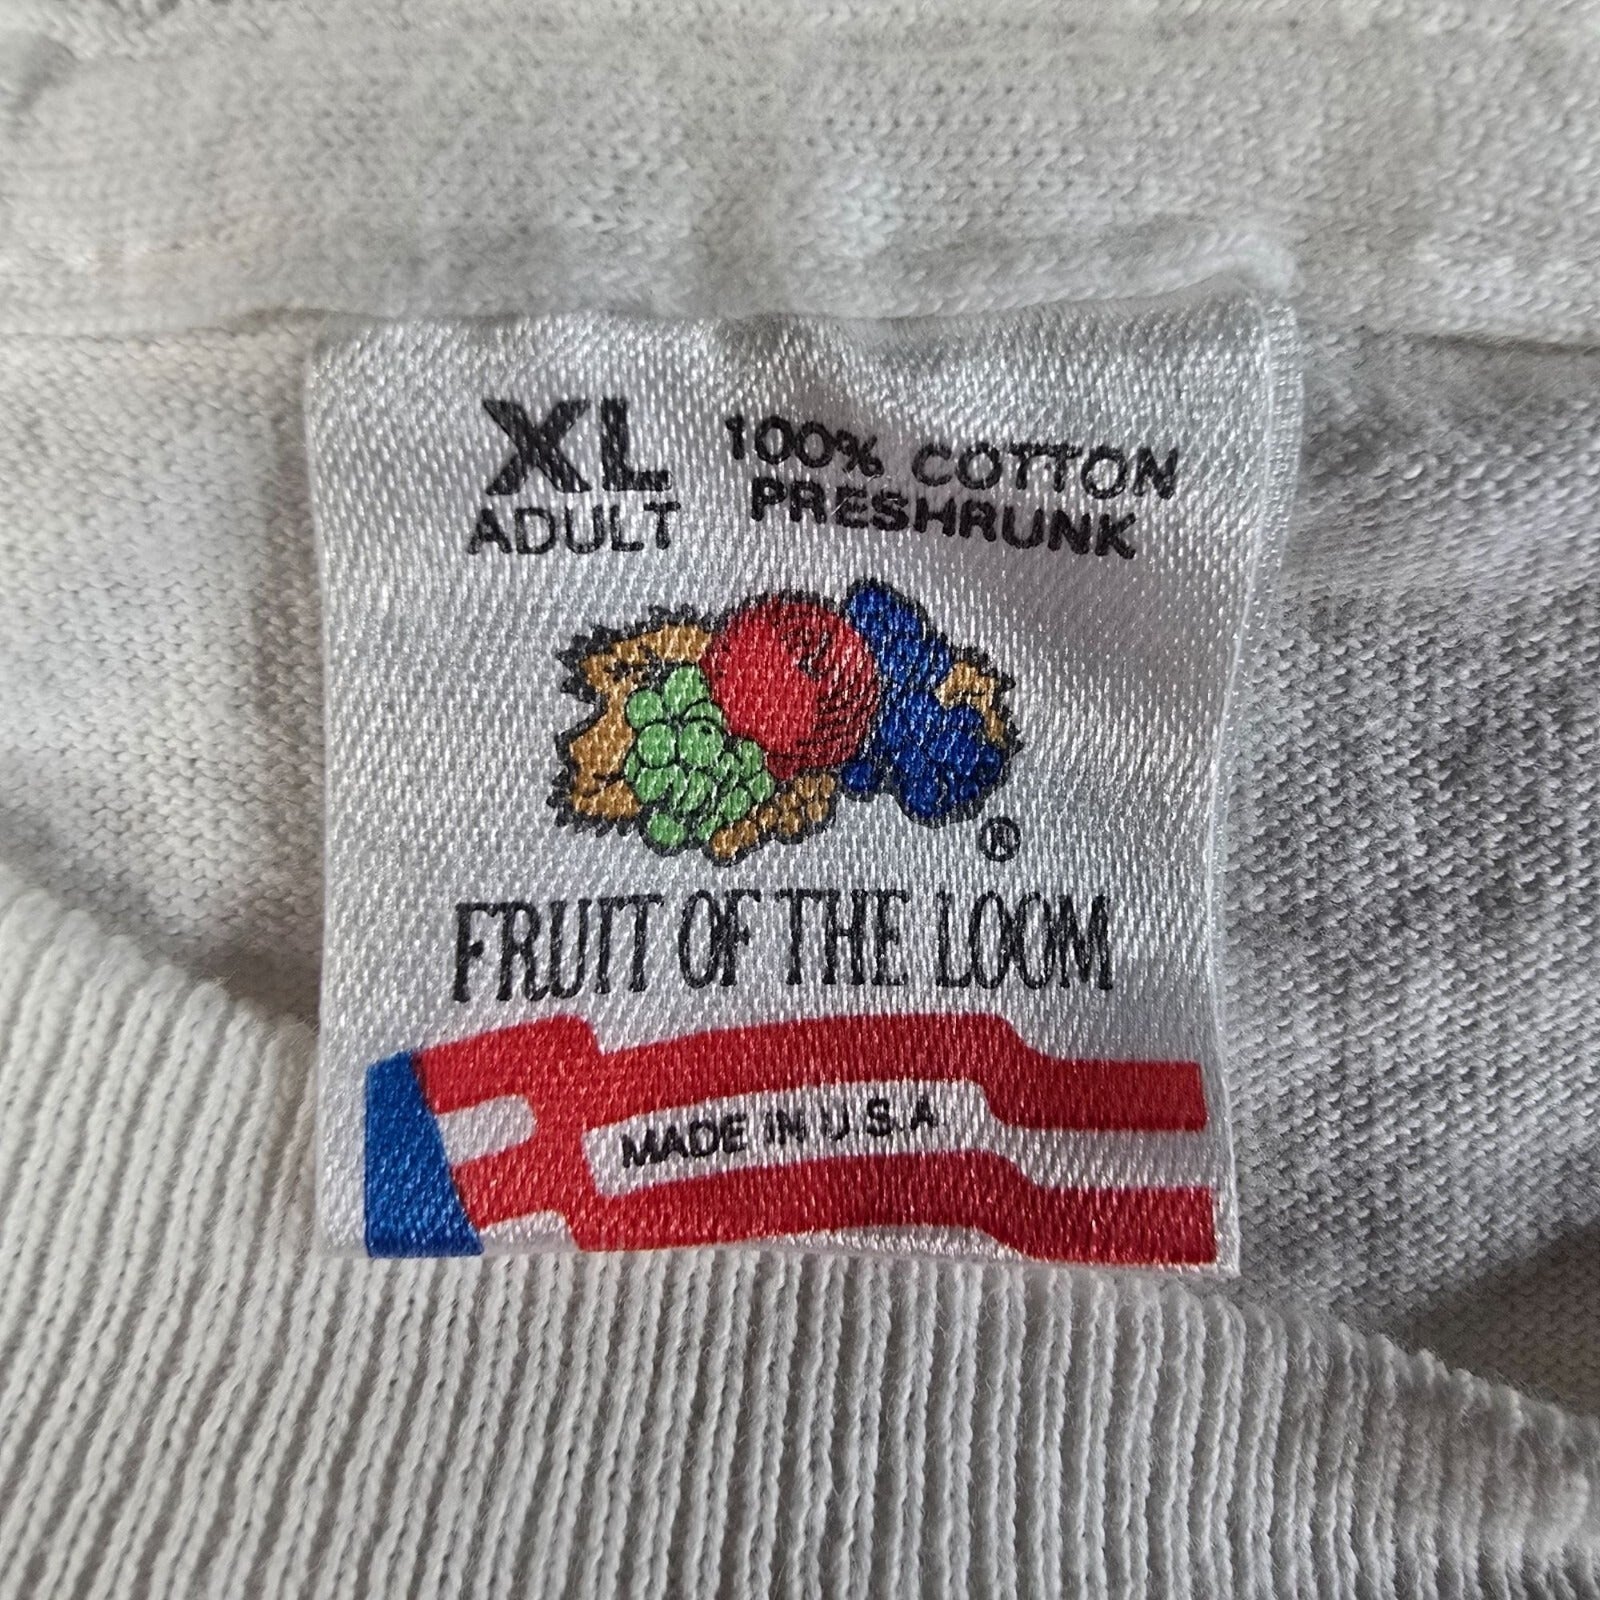 XL
ADULT
100% COTTON
PRESHRUNK
®
FRUIT OF THE LOOM
MADE IN U.S.A